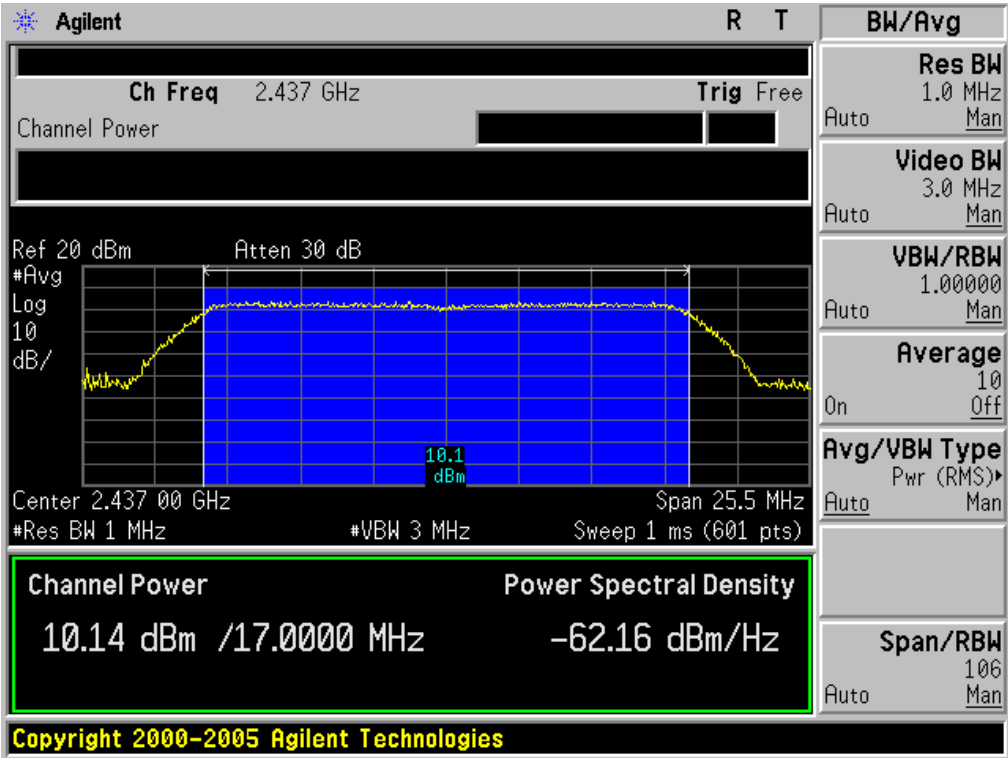 Agilent R T
Ch Freq 2.437 GHz Trig Free
Channel Power
Ref 20 dBm Atten 30 dB
#Avg
Log
10
dB/
10.1
dBm
Center 2.437 00 GHz Span 25.5 MHz
#Res BW 1 MHz #VBW 3 MHz Sweep 1 ms (601 pts)
Channel Power Power Spectral Density
10.14 dBm /17.0000 MHz -62.16 dBm/Hz
Copyright 2000-2005 Agilent Technologies
BW/Avg
Res BW
1.0 MHz
Auto Man
Video BW
3.0 MHz
Auto Man
VBW/RBW
1.00000
Auto Man
Average
10
On Off
Avg/VBW Type
Pwr (RMS)▸
Auto Man
Span/RBW
106
Auto Man